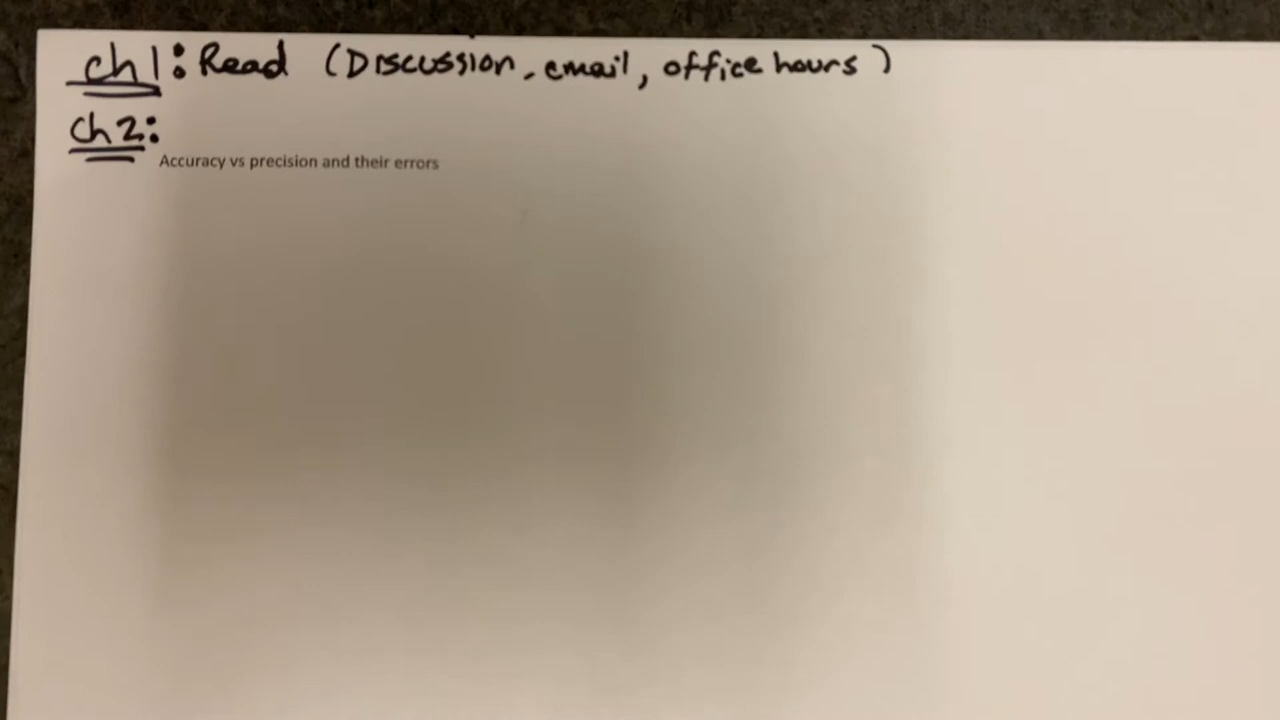 ch1: Read (Discussion, email, office hours)
ch2:
Accuracy vs precision and their errors